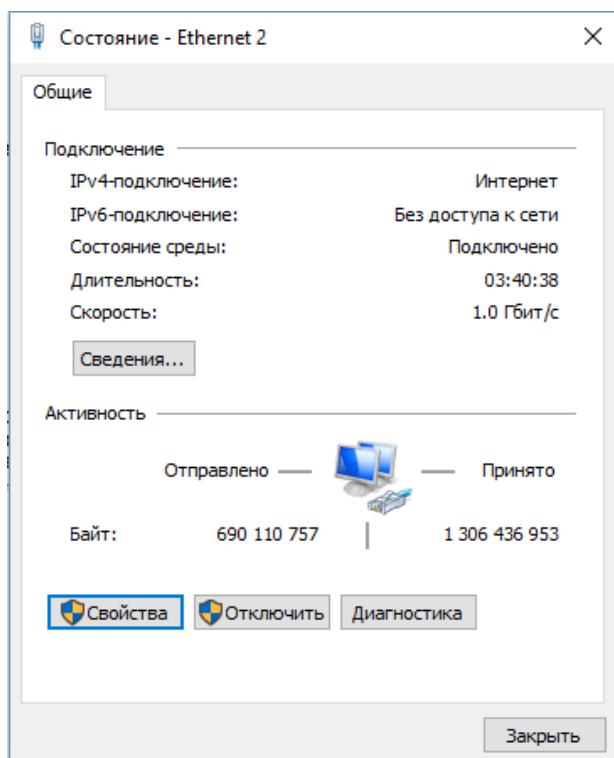 Состояние - Ethernet 2
Общие
Подключение
IPv4-подключение: Интернет
IPv6-подключение: Без доступа к сети
Состояние среды: Подключено
Длительность: 03:40:38
Скорость: 1.0 Гбит/с
Сведения...
Активность
Отправлено — Принято
Байт: 690 110 757 1 306 436 953
Свойства Отключить Диагностика
Закрыть